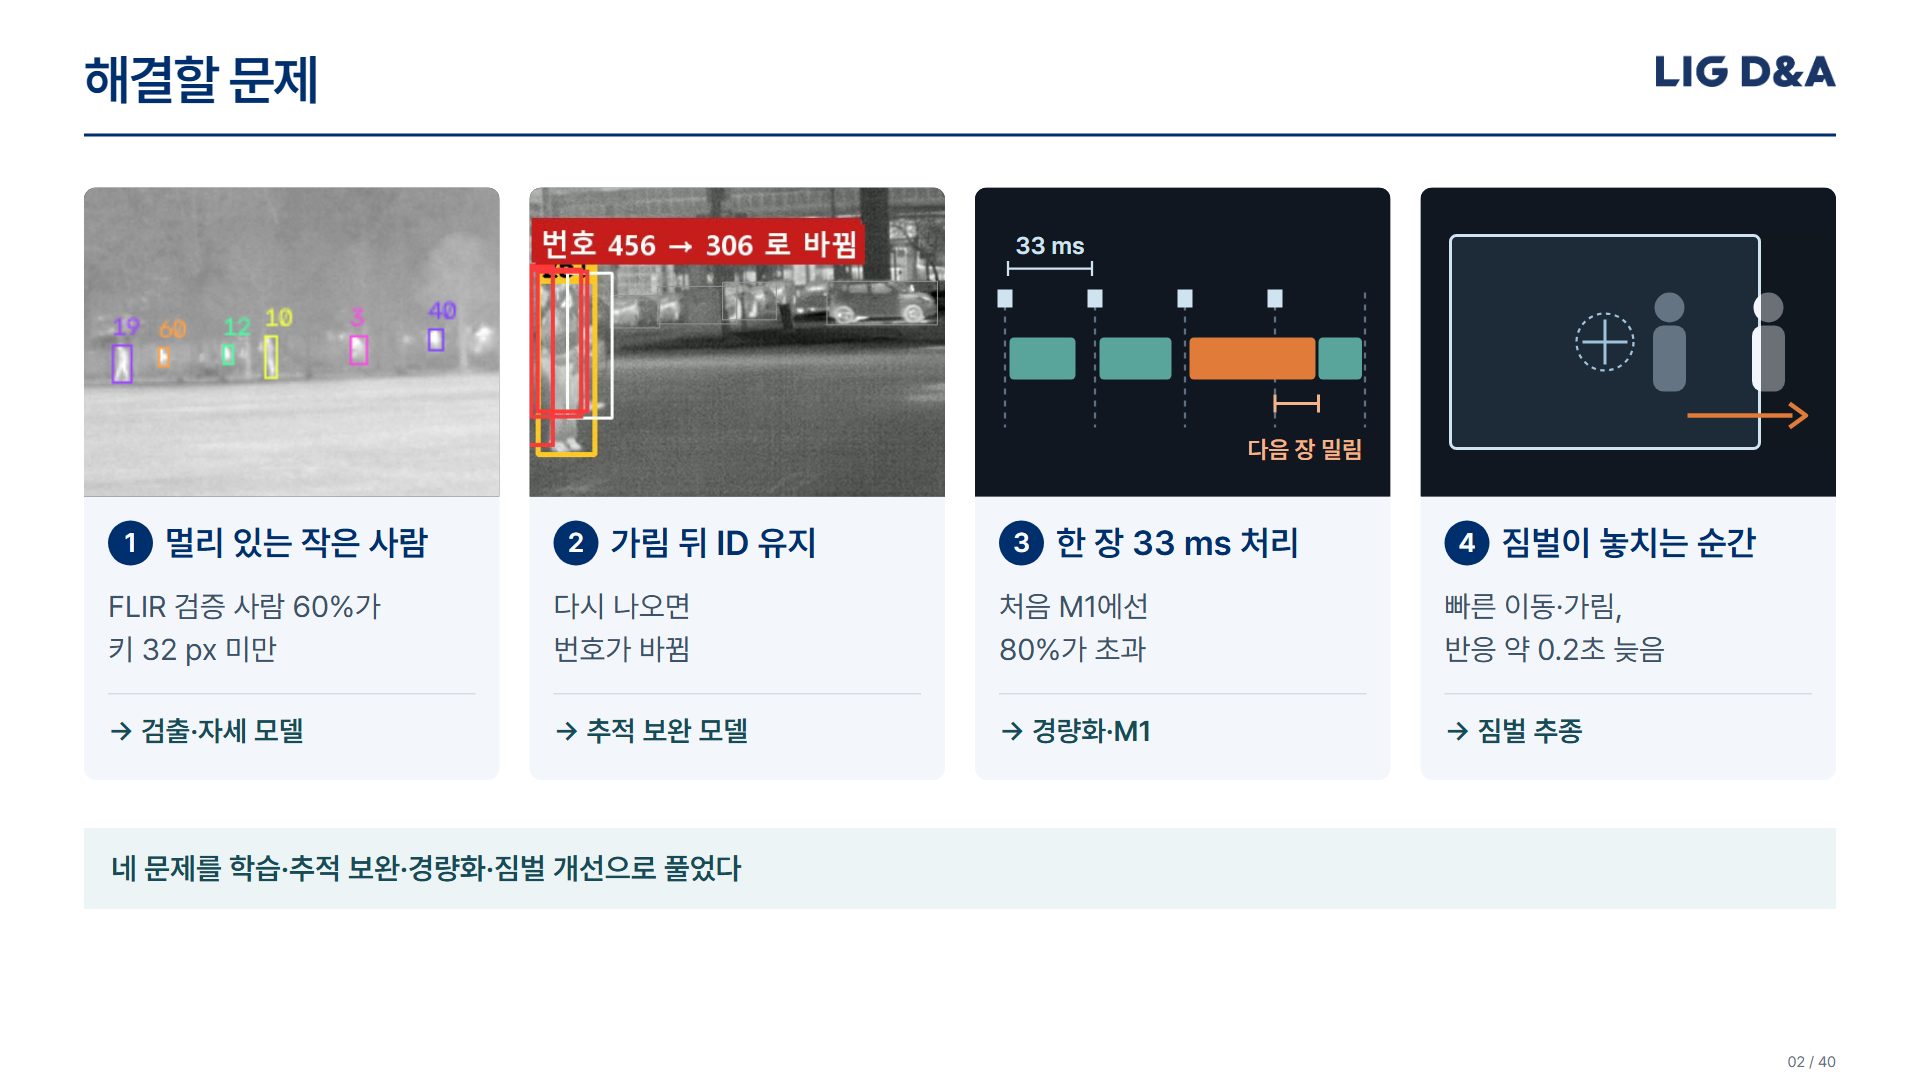 해결할 문제
LIG D&A
19
60
12
10
3
40
번호 456 → 306 로 바뀜
33 ms
다음 장 밀림
1 멀리 있는 작은 사람
FLIR 검증 사람 60%가
키 32 px 미만
→ 검출·자세 모델
2 가림 뒤 ID 유지
다시 나오면
번호가 바뀜
→ 추적 보완 모델
3 한 장 33 ms 처리
처음 M1에선
80%가 초과
→ 경량화·M1
4 짐벌이 놓치는 순간
빠른 이동·가림,
반응 약 0.2초 늦음
→ 짐벌 추종
네 문제를 학습·추적 보완·경량화·짐벌 개선으로 풀었다
02 / 40